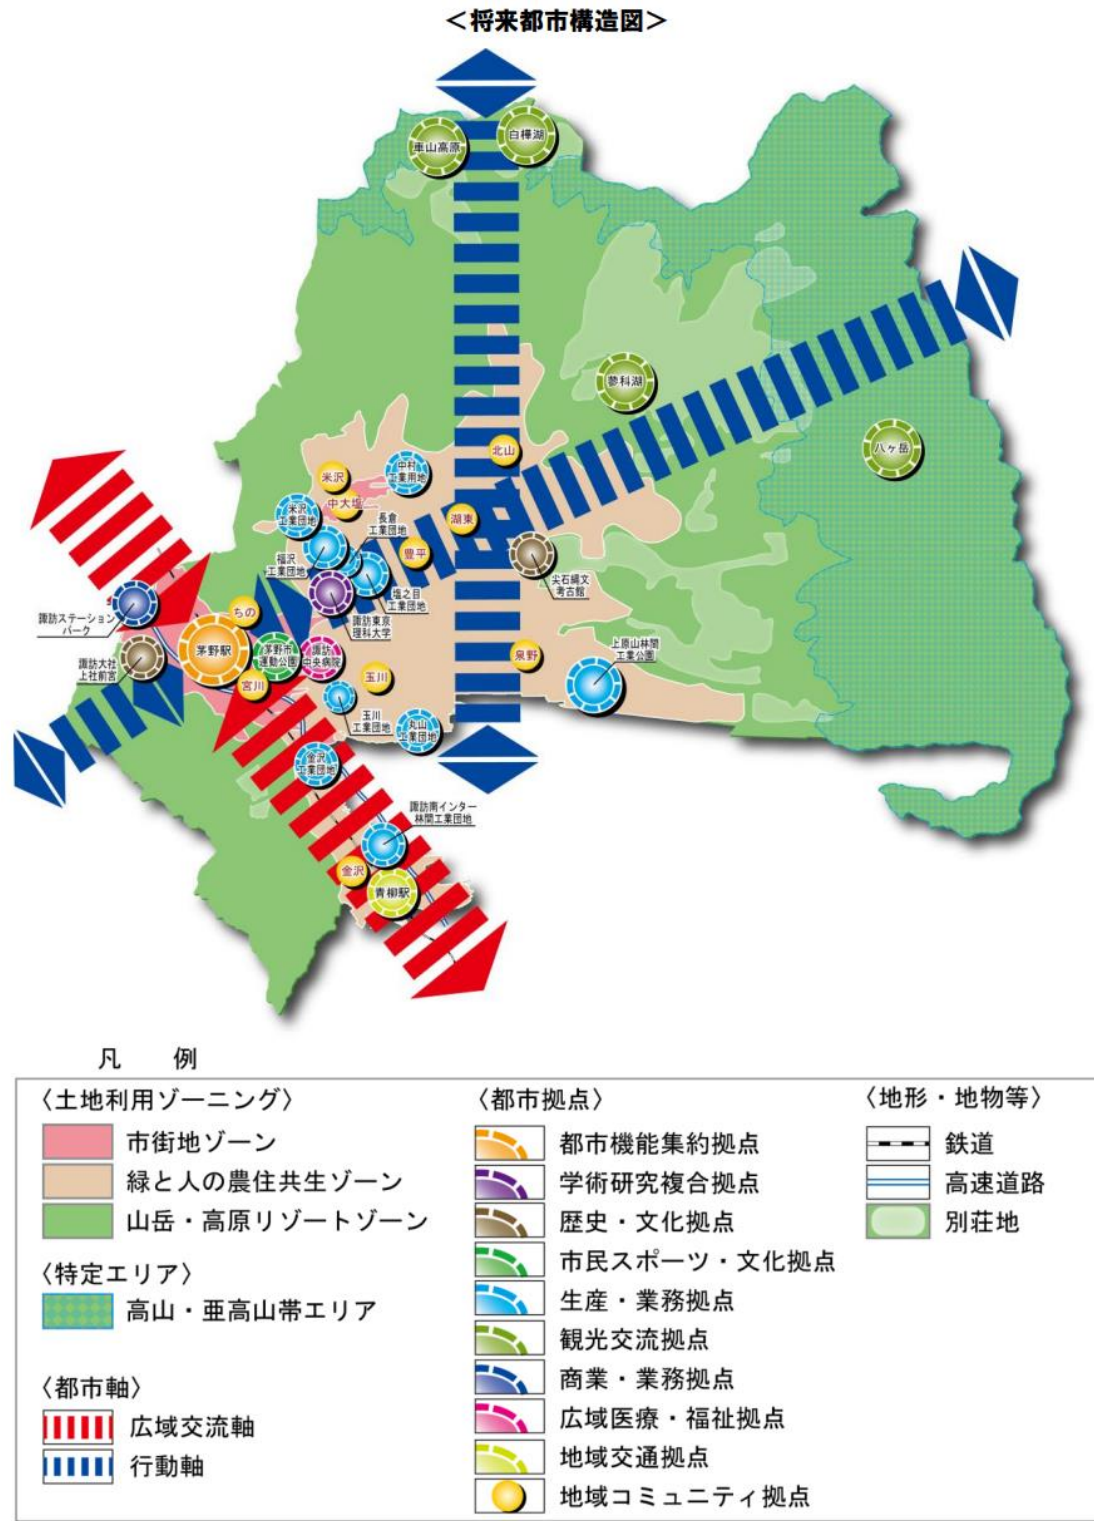 ＜将来都市構造図＞
車山高原
白樺湖
蓼科湖
八ヶ岳
北山
米沢
中村
工業用地
中大塩
米沢
工業団地
長倉
工業団地
湖東
豊平
福沢
工業団地
塩之目
工業団地
尖石縄文
考古館
諏訪東京
理科大学
諏訪ステーション
パーク
ちの
茅野駅
茅野市
運動公園
諏訪
中央病院
諏訪大社
上社前宮
宮川
玉川
泉野
上原山林間
工業公園
玉川
工業団地
丸山
工業団地
金沢
工業団地
諏訪南インター
林間工業団地
金沢
青柳駅
凡　例
〈土地利用ゾーニング〉
市街地ゾーン
緑と人の農住共生ゾーン
山岳・高原リゾートゾーン
〈特定エリア〉
高山・亜高山帯エリア
〈都市軸〉
広域交流軸
行動軸
〈都市拠点〉
都市機能集約拠点
学術研究複合拠点
歴史・文化拠点
市民スポーツ・文化拠点
生産・業務拠点
観光交流拠点
商業・業務拠点
広域医療・福祉拠点
地域交通拠点
地域コミュニティ拠点
〈地形・地物等〉
鉄道
高速道路
別荘地